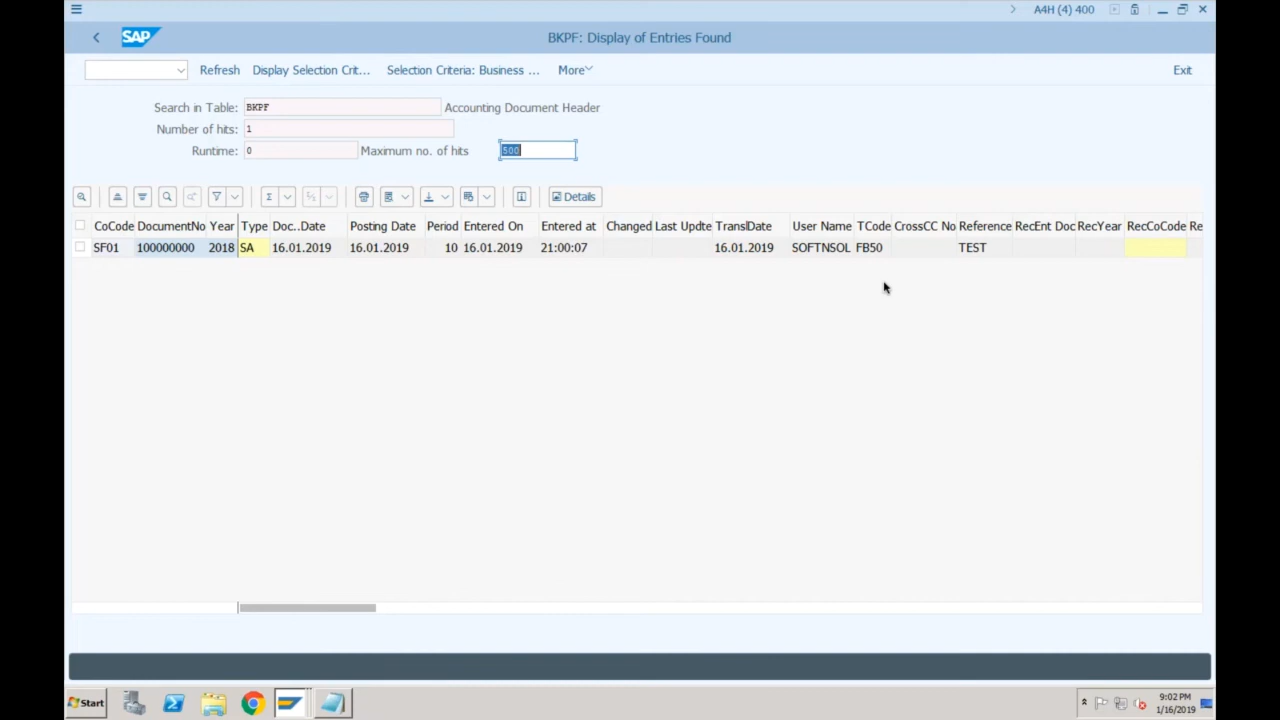 A4H (4) 400
SAP
BKPF: Display of Entries Found
Refresh Display Selection Crit... Selection Criteria: Business ... More Exit
Search in Table: BKPF Accounting Document Header
Number of hits: 1
Runtime: 0 Maximum no. of hits 500
Details
CoCode DocumentNo Year Type Doc..Date Posting Date Period Entered On Entered at Changed Last Updte TranslDate User Name TCode CrossCC No Reference RecEnt Doc RecYear RecCoCode Re
SF01 100000000 2018 SA 16.01.2019 16.01.2019 10 16.01.2019 21:00:07 16.01.2019 SOFTNSOL FB50 TEST
Start 9:02 PM
1/16/2019